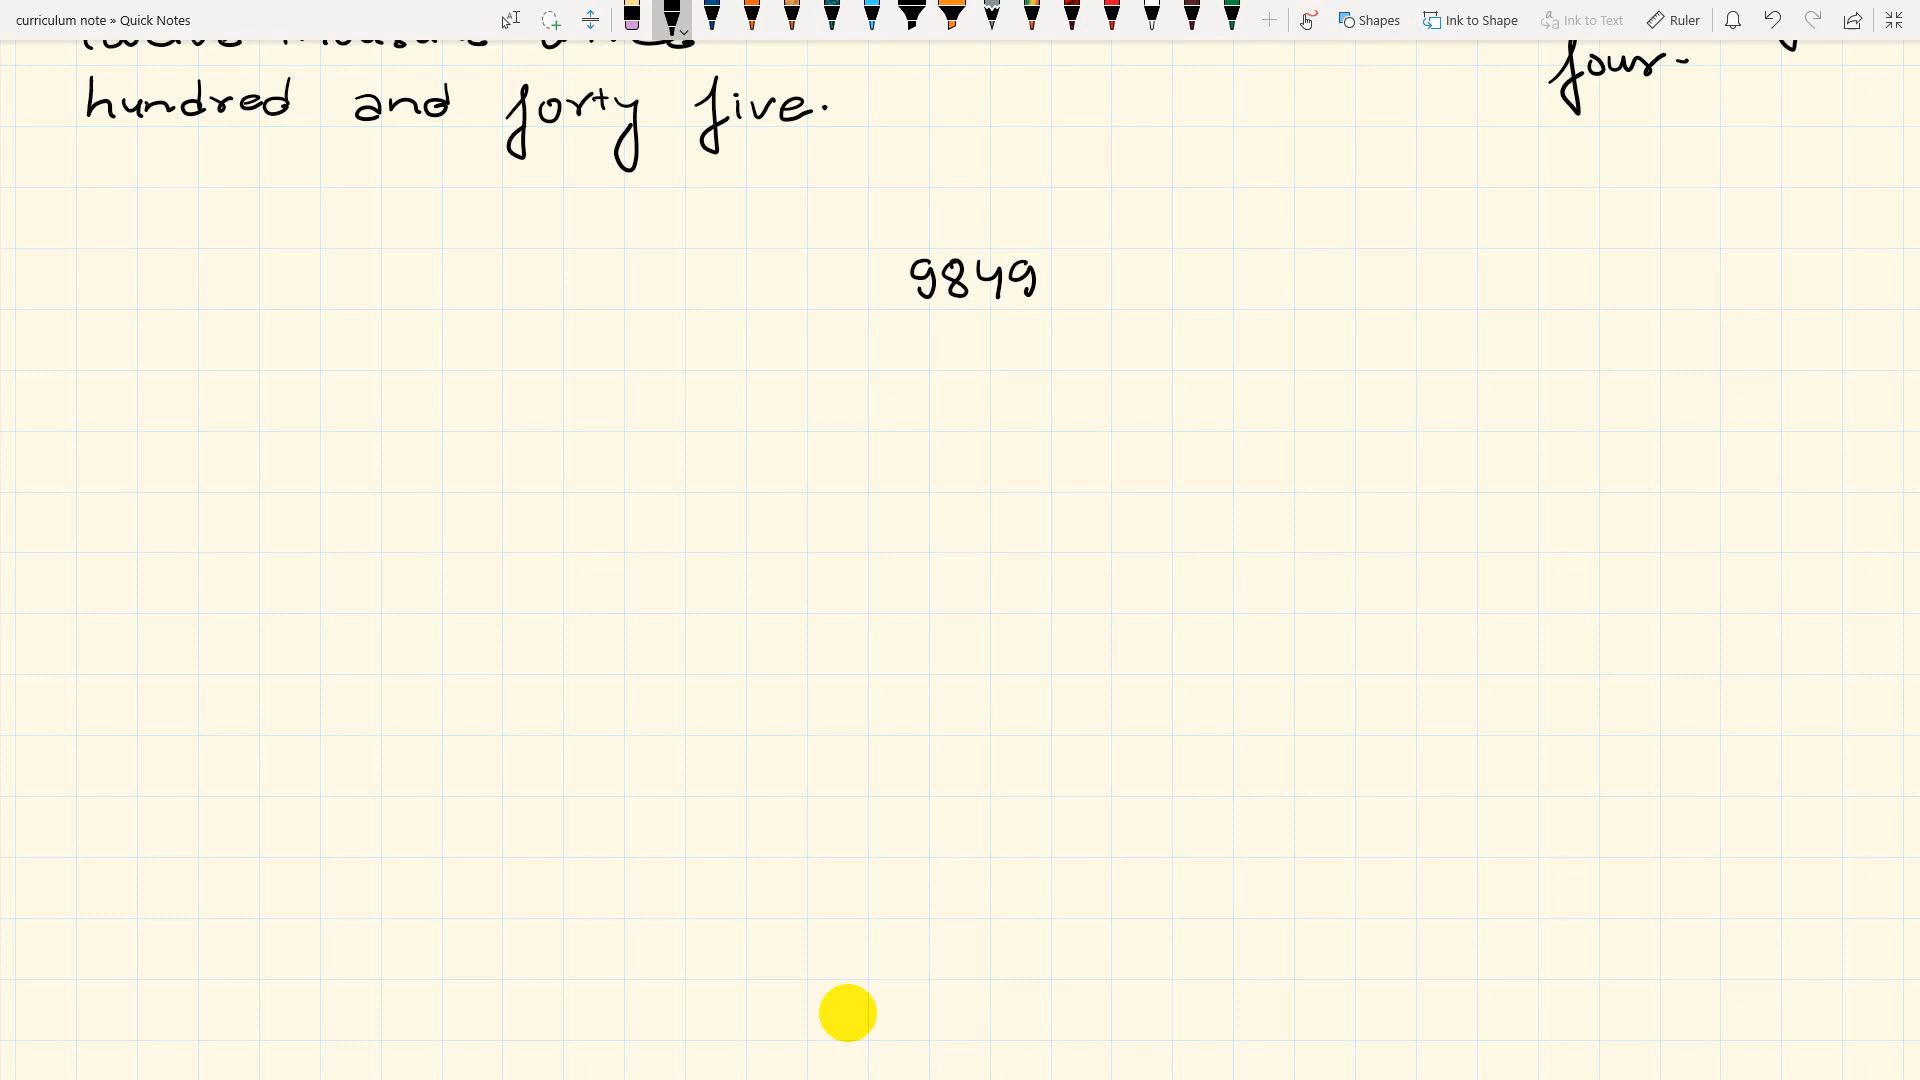 curriculum note » Quick Notes
Shapes
Ink to Shape
Ink to Text
Ruler
hundred and forty five.
four.
9849